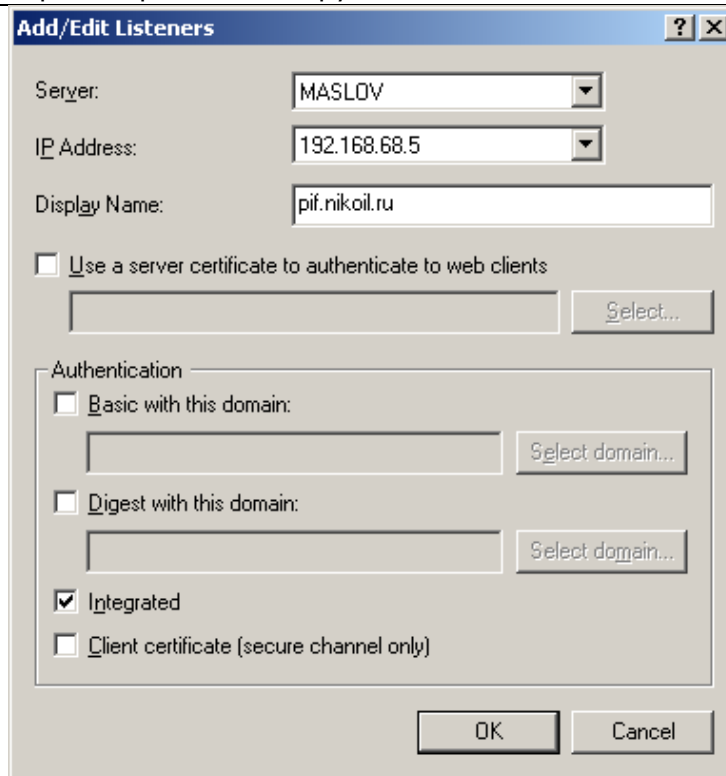 Add/Edit Listeners
Server: MASLOV
IP Address: 192.168.68.5
Display Name: pif.nikoil.ru
Use a server certificate to authenticate to web clients
Select...
Authentication
Basic with this domain:
Select domain...
Digest with this domain:
Select domain...
Integrated
Client certificate (secure channel only)
OK Cancel